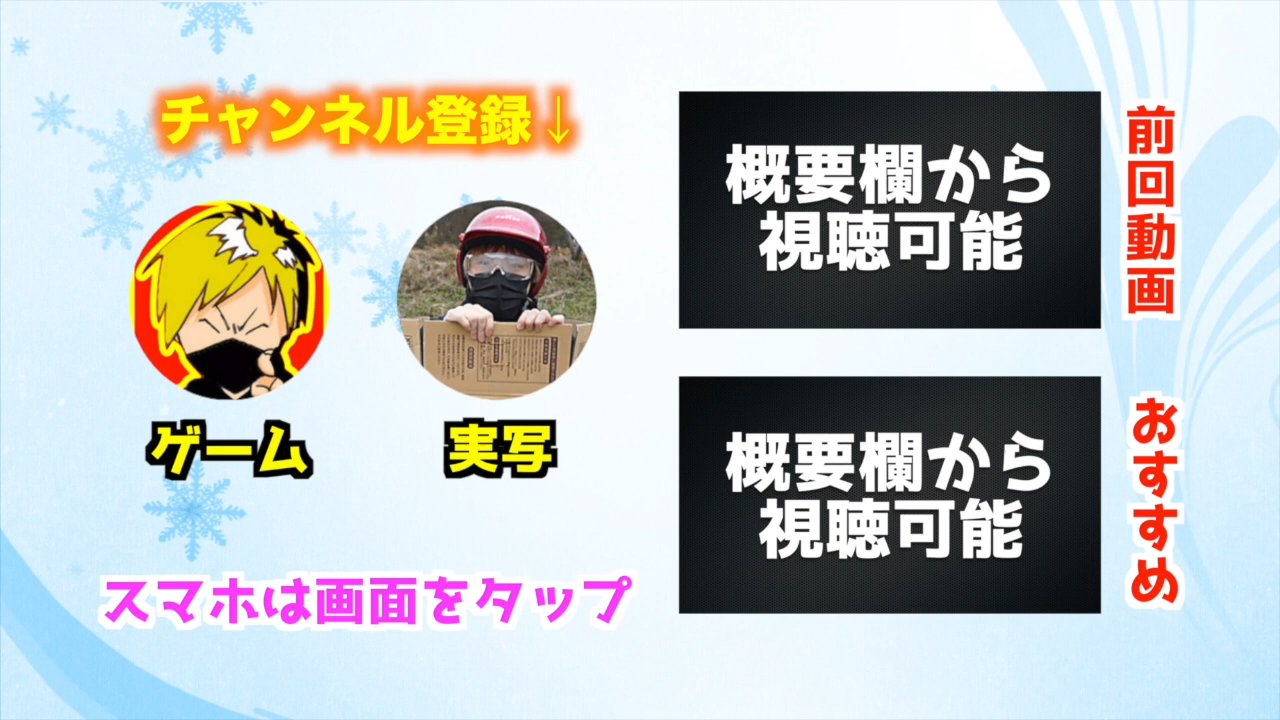 チャンネル登録↓
ゲーム
実写
スマホは画面をタップ
概要欄から
視聴可能
前回動画
概要欄から
視聴可能
おすすめ